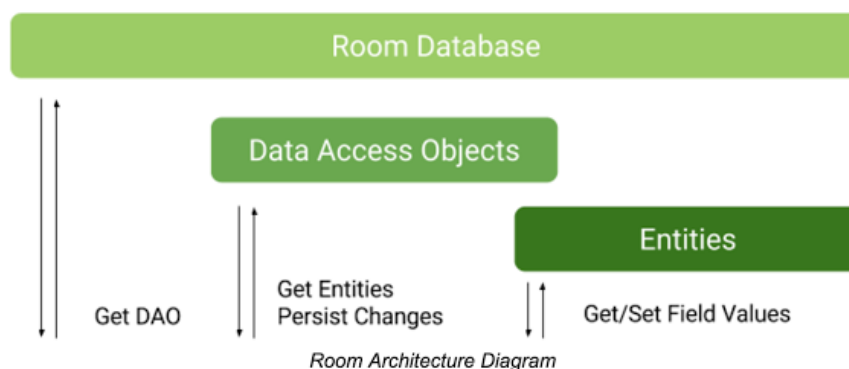 Room Database
Data Access Objects
Entities
Get DAO
Get Entities
Persist Changes
Get/Set Field Values
Room Architecture Diagram